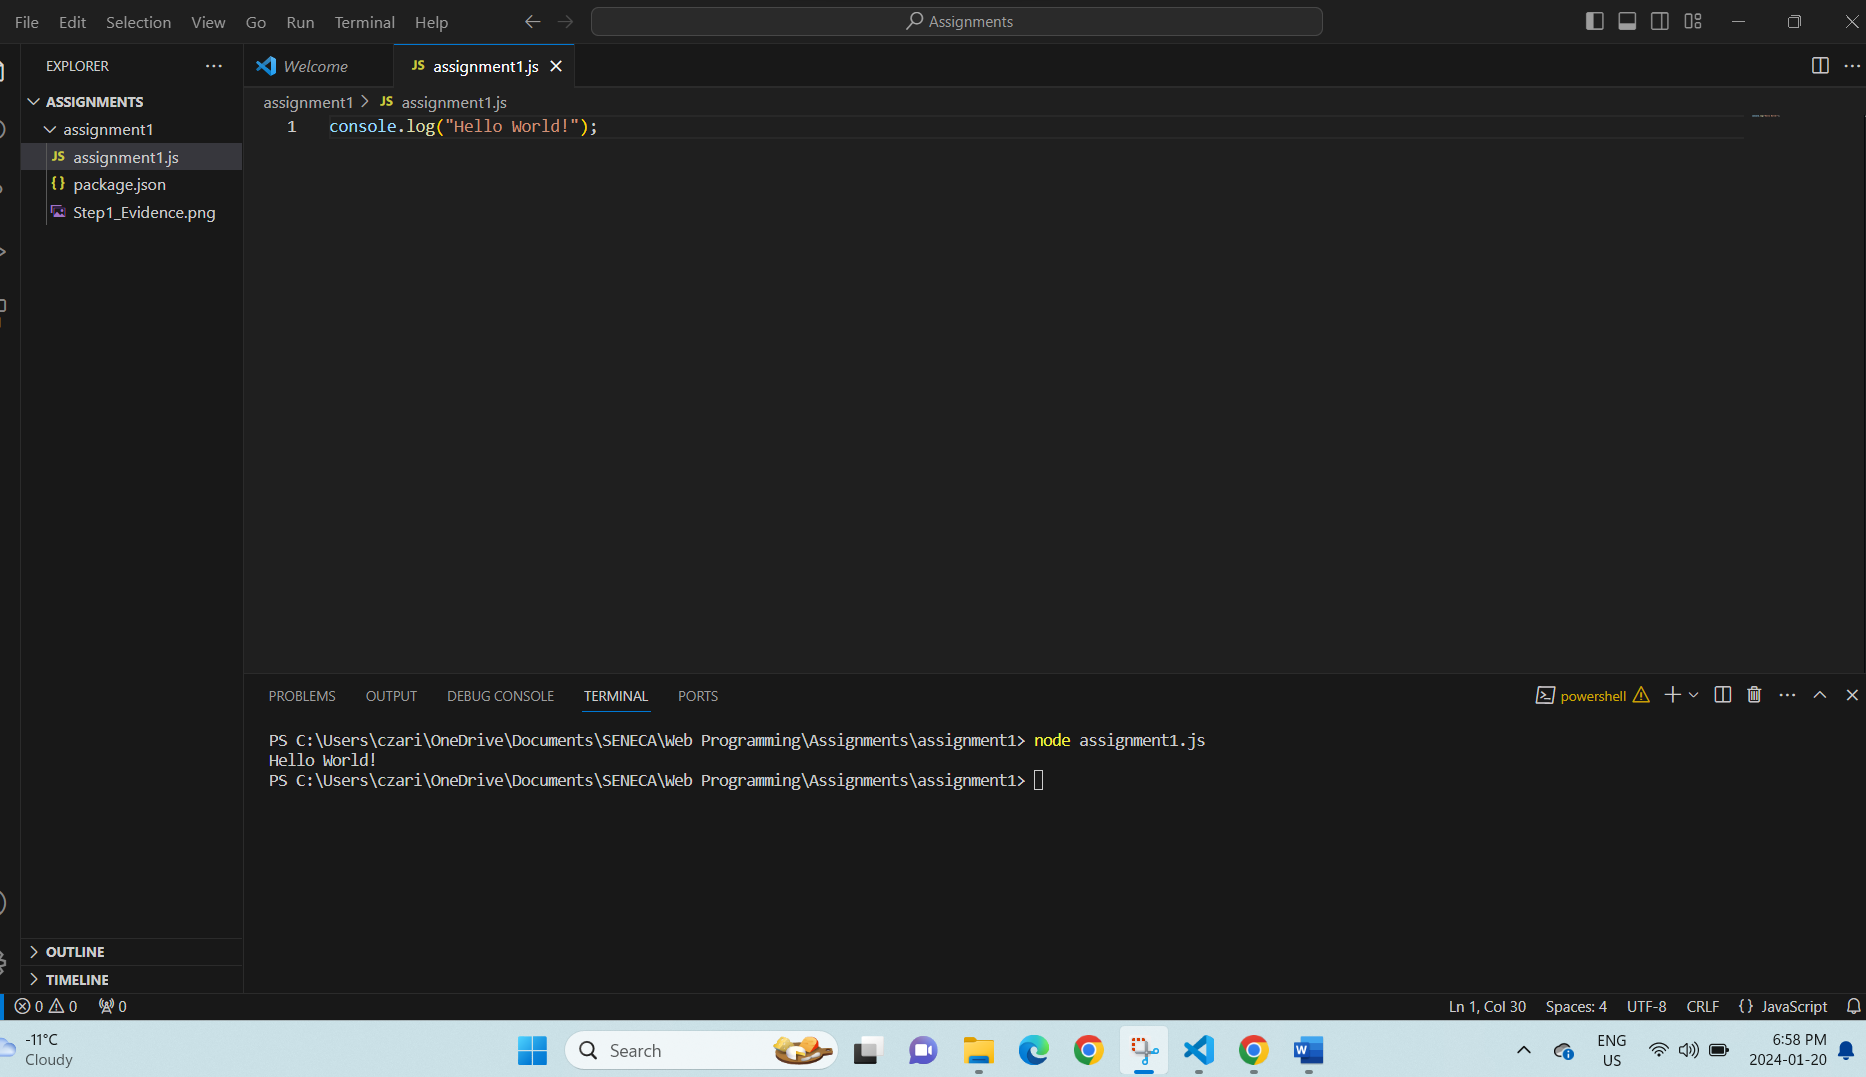 File Edit Selection View Go Run Terminal Help
Assignments
EXPLORER
ASSIGNMENTS
assignment1
JS assignment1.js
{} package.json
Step1_Evidence.png
OUTLINE
TIMELINE
Welcome
JS assignment1.js
assignment1 > JS assignment1.js
1 console.log("Hello World!");
PROBLEMS OUTPUT DEBUG CONSOLE TERMINAL PORTS
powershell
PS C:\Users\czari\OneDrive\Documents\SENECA\Web Programming\Assignments\assignment1> node assignment1.js
Hello World!
PS C:\Users\czari\OneDrive\Documents\SENECA\Web Programming\Assignments\assignment1>
0 0 0
Ln 1, Col 30 Spaces: 4 UTF-8 CRLF {} JavaScript
-11°C
Cloudy
Search
W
ENG
US
6:58 PM
2024-01-20